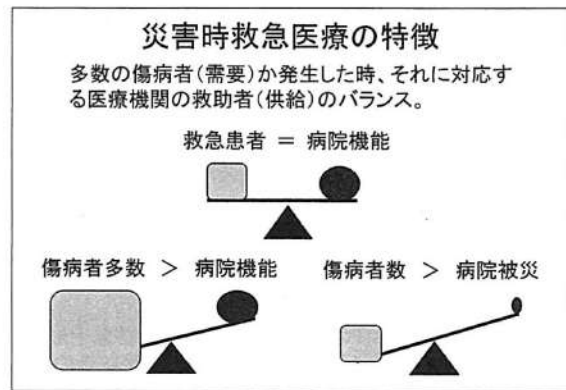 災害時救急医療の特徴
多数の傷病者(需要)か発生した時、それに対応す
る医療機関の救助者(供給)のバランス。
救急患者 = 病院機能
傷病者多数 > 病院機能
傷病者数 > 病院被災